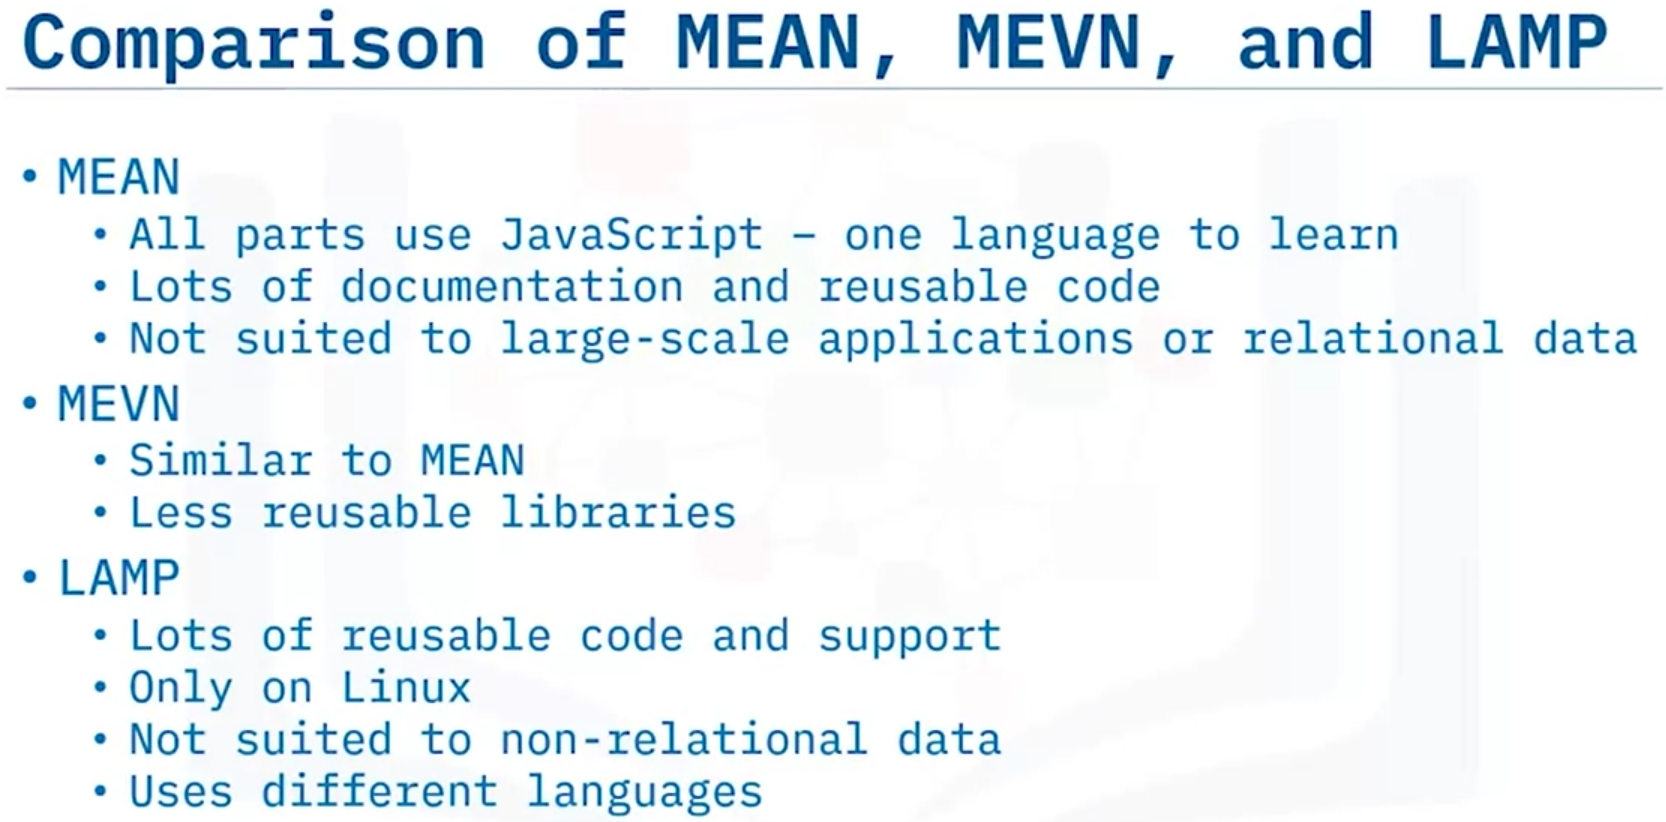 Comparison of MEAN, MEVN, and LAMP
• MEAN
• All parts use JavaScript – one language to learn
• Lots of documentation and reusable code
• Not suited to large-scale applications or relational data
• MEVN
• Similar to MEAN
• Less reusable libraries
• LAMP
• Lots of reusable code and support
• Only on Linux
• Not suited to non-relational data
• Uses different languages